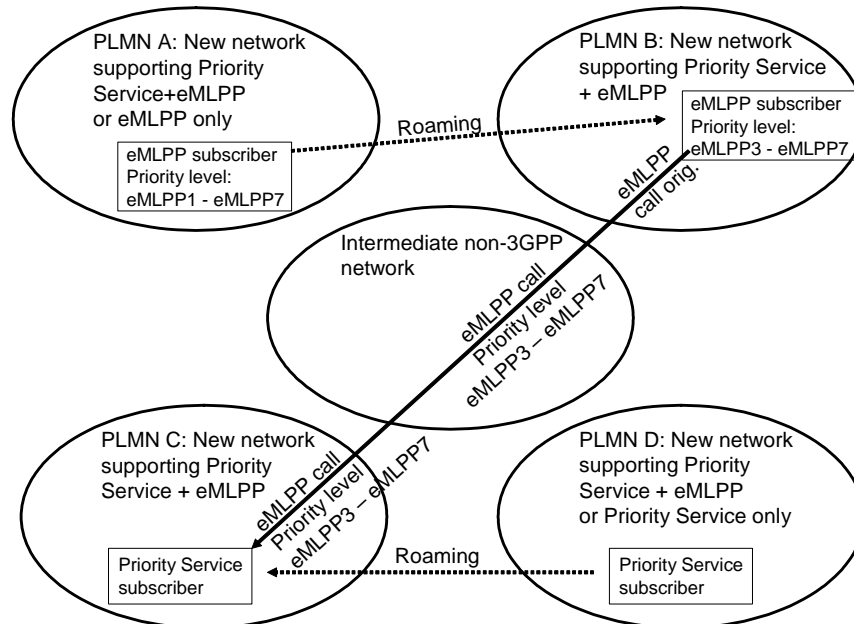 PLMN A: New network
supporting Priority
Service+eMLPP
or eMLPP only
eMLPP subscriber
Priority level:
eMLPP1 - eMLPP7
Roaming
PLMN B: New network
supporting Priority Service
+ eMLPP
eMLPP subscriber
Priority level:
eMLPP3 - eMLPP7
eMLPP
call orig.
Intermediate non-3GPP
network
eMLPP call
Priority level
eMLPP3 – eMLPP7
PLMN C: New network
supporting Priority
Service + eMLPP
eMLPP call
Priority level
eMLPP3 – eMLPP7
Priority Service
subscriber
Roaming
PLMN D: New network
supporting Priority
Service + eMLPP
or Priority Service only
Priority Service
subscriber